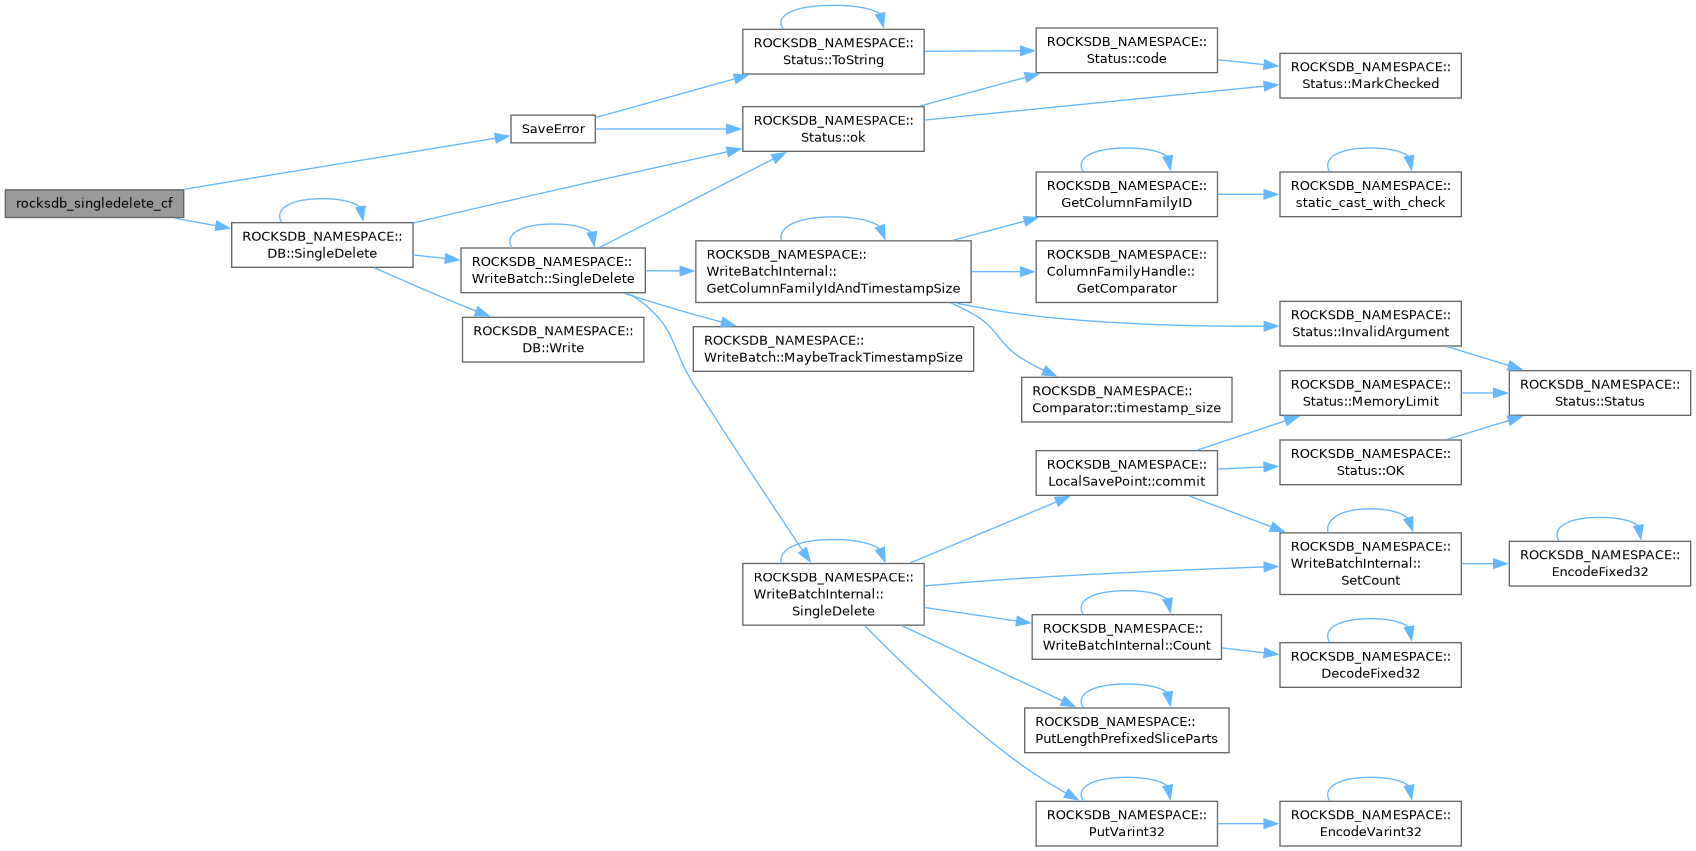 rocksdb_singledelete_cf
SaveError
ROCKSDB_NAMESPACE::
DB::SingleDelete
ROCKSDB_NAMESPACE::
WriteBatch::SingleDelete
ROCKSDB_NAMESPACE::
DB::Write
ROCKSDB_NAMESPACE::
Status::ToString
ROCKSDB_NAMESPACE::
Status::ok
ROCKSDB_NAMESPACE::
WriteBatchInternal::
GetColumnFamilyIdAndTimestampSize
ROCKSDB_NAMESPACE::
WriteBatch::MaybeTrackTimestampSize
ROCKSDB_NAMESPACE::
WriteBatchInternal::
SingleDelete
ROCKSDB_NAMESPACE::
Status::code
ROCKSDB_NAMESPACE::
GetColumnFamilyID
ROCKSDB_NAMESPACE::
ColumnFamilyHandle::
GetComparator
ROCKSDB_NAMESPACE::
Comparator::timestamp_size
ROCKSDB_NAMESPACE::
LocalSavePoint::commit
ROCKSDB_NAMESPACE::
WriteBatchInternal::Count
ROCKSDB_NAMESPACE::
PutLengthPrefixedSliceParts
ROCKSDB_NAMESPACE::
PutVarint32
ROCKSDB_NAMESPACE::
Status::MarkChecked
ROCKSDB_NAMESPACE::
static_cast_with_check
ROCKSDB_NAMESPACE::
Status::InvalidArgument
ROCKSDB_NAMESPACE::
Status::MemoryLimit
ROCKSDB_NAMESPACE::
Status::OK
ROCKSDB_NAMESPACE::
WriteBatchInternal::
SetCount
ROCKSDB_NAMESPACE::
DecodeFixed32
ROCKSDB_NAMESPACE::
EncodeVarint32
ROCKSDB_NAMESPACE::
Status::Status
ROCKSDB_NAMESPACE::
EncodeFixed32